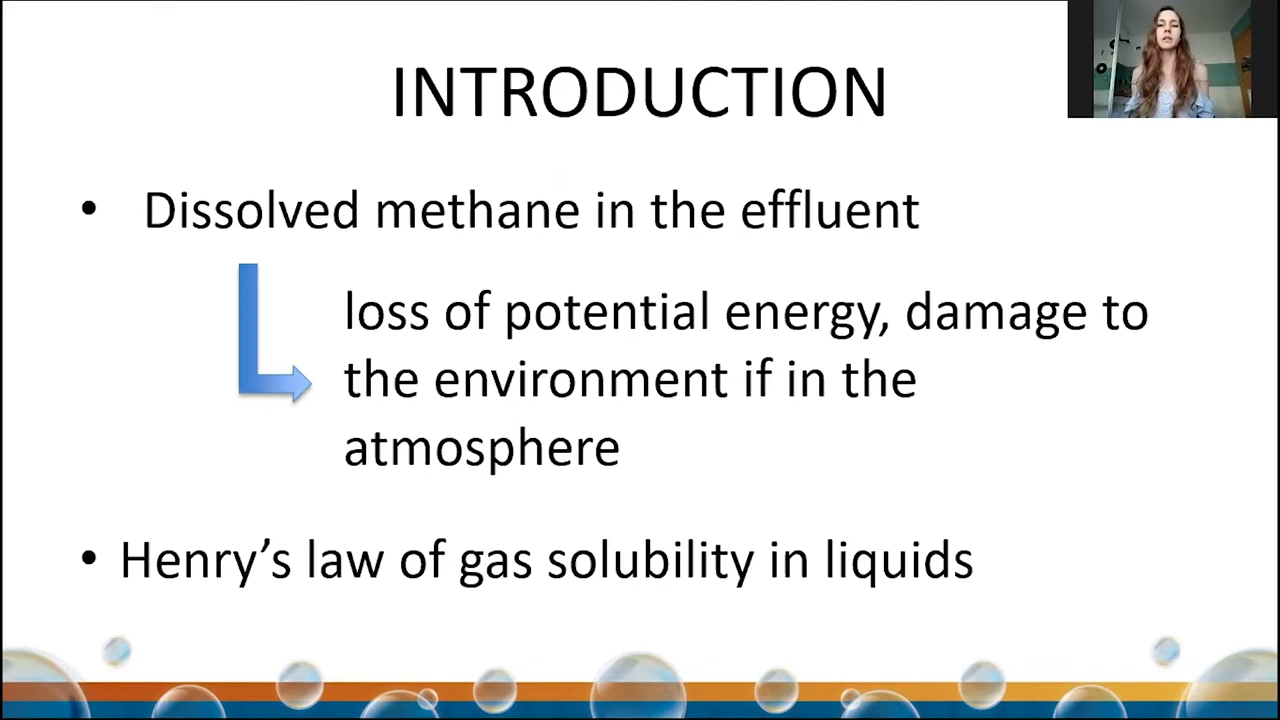 INTRODUCTION
• Dissolved methane in the effluent
loss of potential energy, damage to
the environment if in the
atmosphere
• Henry’s law of gas solubility in liquids